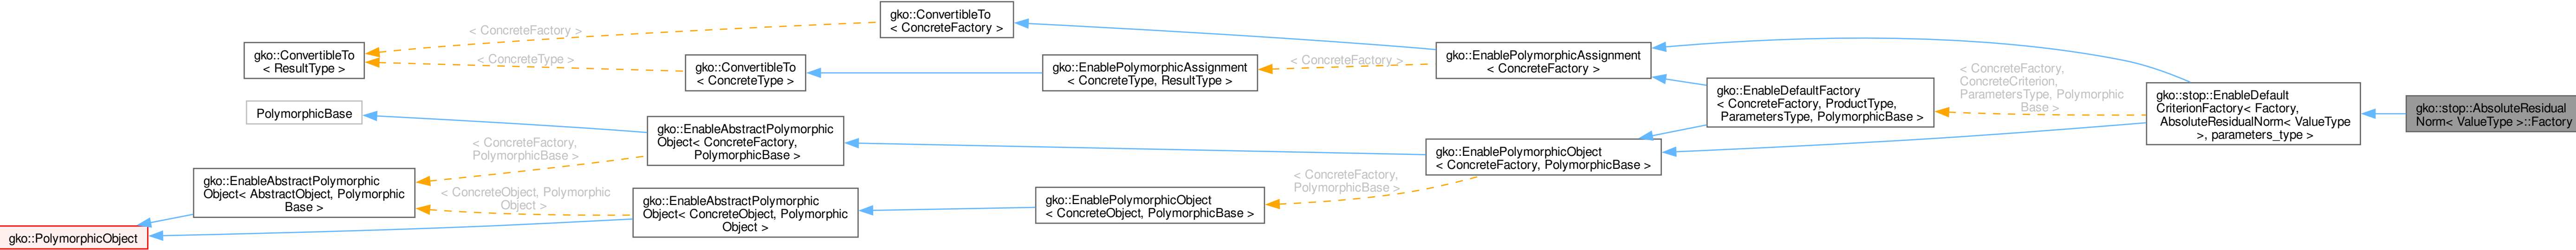 gko::ConvertibleTo
< ResultType >
PolymorphicBase
gko::EnableAbstractPolymorphic
Object< AbstractObject, Polymorphic
Base >
gko::PolymorphicObject
< ConcreteFactory >
< ConcreteType >
< ConcreteFactory,
PolymorphicBase >
< ConcreteObject, Polymorphic
Object >
gko::ConvertibleTo
< ConcreteFactory >
gko::ConvertibleTo
< ConcreteType >
gko::EnableAbstractPolymorphic
Object< ConcreteFactory,
PolymorphicBase >
gko::EnableAbstractPolymorphic
Object< ConcreteObject, Polymorphic
Object >
gko::EnablePolymorphicAssignment
< ConcreteType, ResultType >
gko::EnablePolymorphicObject
< ConcreteObject, PolymorphicBase >
< ConcreteFactory >
< ConcreteFactory,
PolymorphicBase >
gko::EnablePolymorphicAssignment
< ConcreteFactory >
gko::EnablePolymorphicObject
< ConcreteFactory, PolymorphicBase >
gko::EnableDefaultFactory
< ConcreteFactory, ProductType,
ParametersType, PolymorphicBase >
< ConcreteFactory,
ConcreteCriterion,
ParametersType, Polymorphic
Base >
gko::stop::EnableDefault
CriterionFactory< Factory,
AbsoluteResidualNorm< ValueType
>, parameters_type >
gko::stop::AbsoluteResidual
Norm< ValueType >::Factory